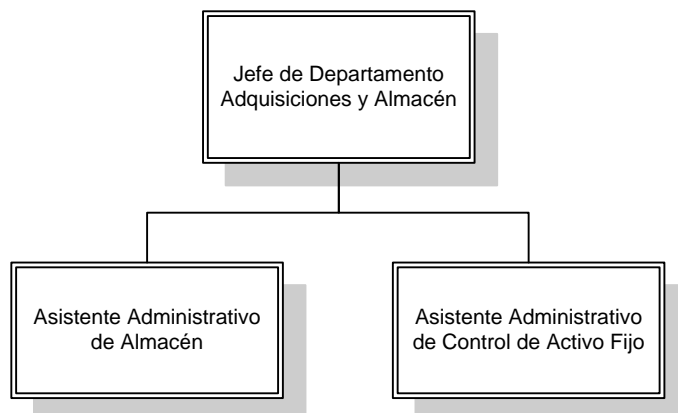 Jefe de Departamento
Adquisiciones y Almacén
Asistente Administrativo
de Almacén
Asistente Administrativo
de Control de Activo Fijo